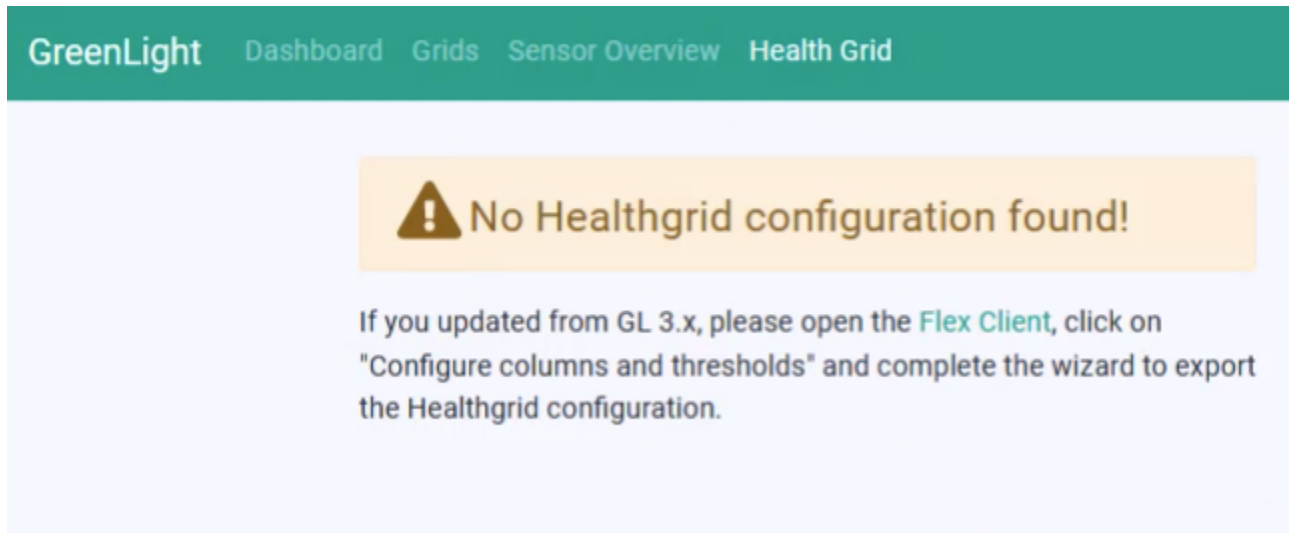 GreenLight Dashboard Grids Sensor Overview Health Grid
No Healthgrid configuration found!
If you updated from GL 3.x, please open the Flex Client, click on
"Configure columns and thresholds" and complete the wizard to export
the Healthgrid configuration.